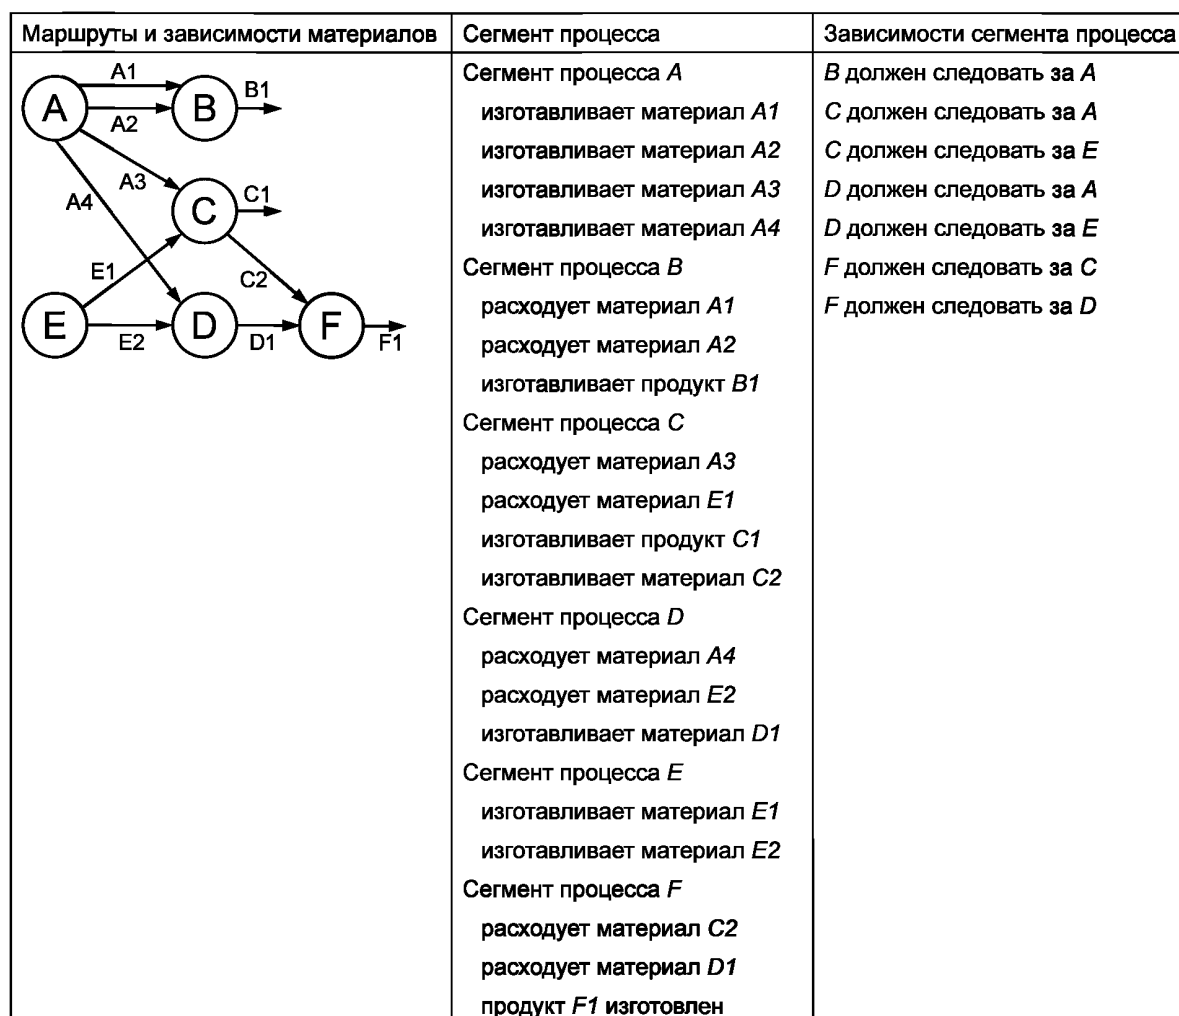 Маршруты и зависимости материалов
A1
B1
A
B
A2
A3
A4
C1
C
E1
C2
E
D
F
E2
D1
F1
Сегмент процесса
Сегмент процесса A
изготавливает материал A1
изготавливает материал A2
изготавливает материал A3
изготавливает материал A4
Сегмент процесса B
расходует материал A1
расходует материал A2
изготавливает продукт B1
Сегмент процесса C
расходует материал A3
расходует материал E1
изготавливает продукт C1
изготавливает материал C2
Сегмент процесса D
расходует материал A4
расходует материал E2
изготавливает материал D1
Сегмент процесса E
изготавливает материал E1
изготавливает материал E2
Сегмент процесса F
расходует материал C2
расходует материал D1
продукт F1 изготовлен
Зависимости сегмента процесса
B должен следовать за A
C должен следовать за A
C должен следовать за E
D должен следовать за A
D должен следовать за E
F должен следовать за C
F должен следовать за D